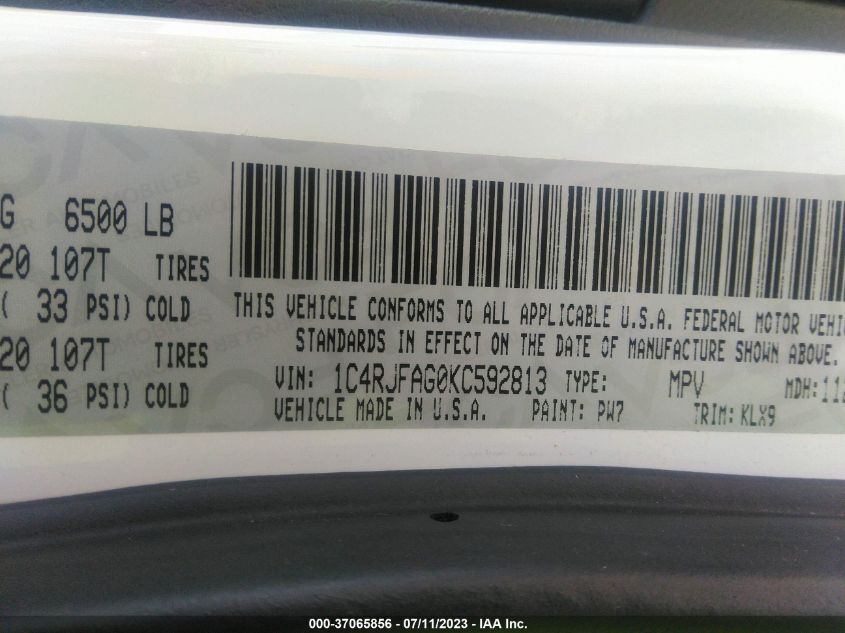 G 6500 LB
20 107T TIRES
( 33 PSI) COLD
20 107T TIRES
( 36 PSI) COLD
THIS VEHICLE CONFORMS TO ALL APPLICABLE U.S.A. FEDERAL MOTOR VEHIC
STANDARDS IN EFFECT ON THE DATE OF MANUFACTURE SHOWN ABOVE.
VIN: 1C4RJFAG0KC592813 TYPE: MPV MDH: 112
VEHICLE MADE IN U.S.A. PAINT: PW7 TRIM: KLX9
000-37065856 / 07/11/2023 - IAA Inc.